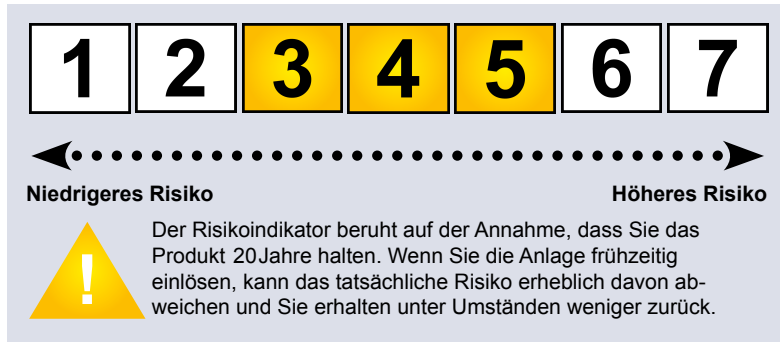 1 2 3 4 5 6 7
Niedrigeres Risiko Höheres Risiko
!
Der Risikoindikator beruht auf der Annahme, dass Sie das
Produkt 20Jahre halten. Wenn Sie die Anlage frühzeitig
einlösen, kann das tatsächliche Risiko erheblich davon ab-
weichen und Sie erhalten unter Umständen weniger zurück.